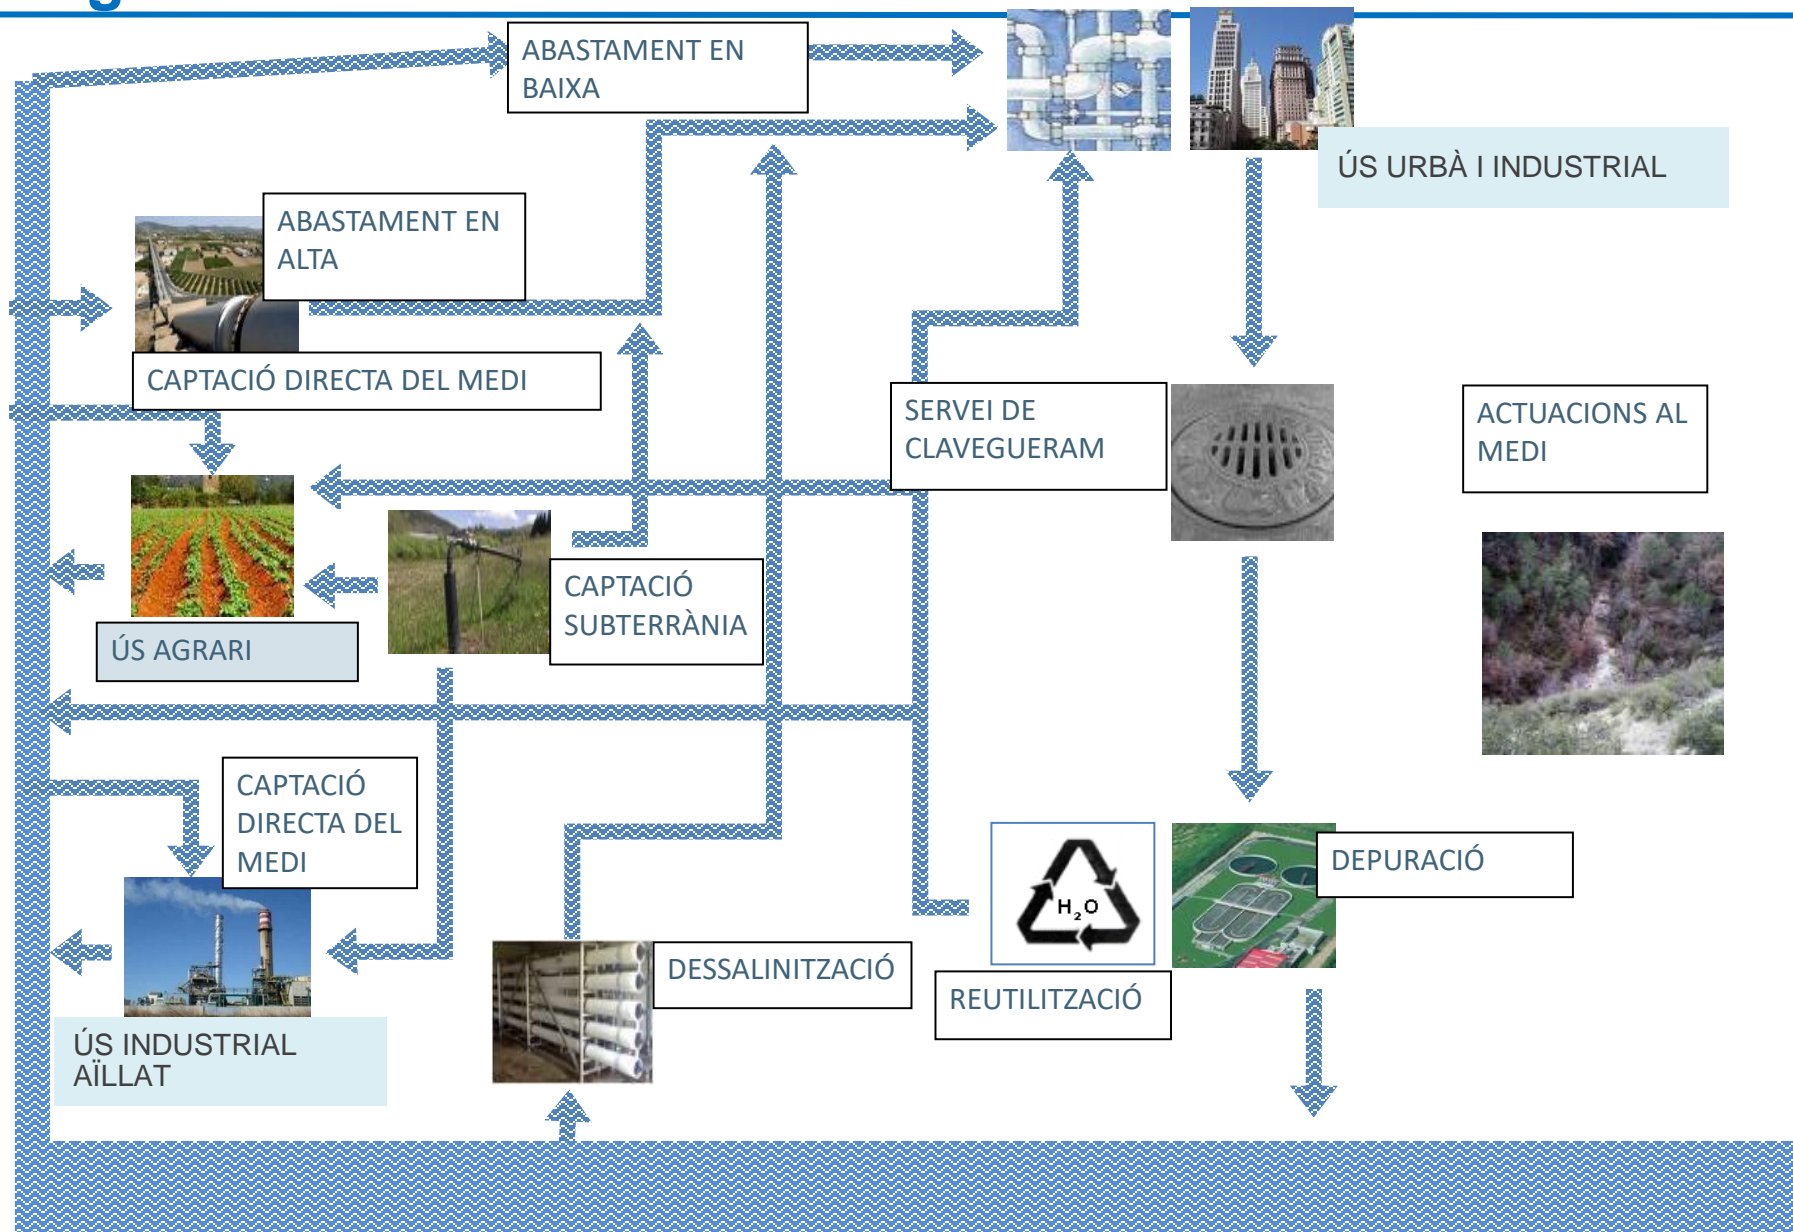 ABASTAMENT EN
BAIXA
ÚS URBÀ I INDUSTRIAL
ABASTAMENT EN
ALTA
CAPTACIÓ DIRECTA DEL MEDI
SERVEI DE
CLAVEGUERAM
ACTUACIONS AL
MEDI
CAPTACIÓ
SUBTERRÀNIA
ÚS AGRARI
CAPTACIÓ
DIRECTA DEL
MEDI
H2O
DEPURACIÓ
DESSALINITZACIÓ
REUTILITZACIÓ
ÚS INDUSTRIAL
AÏLLAT